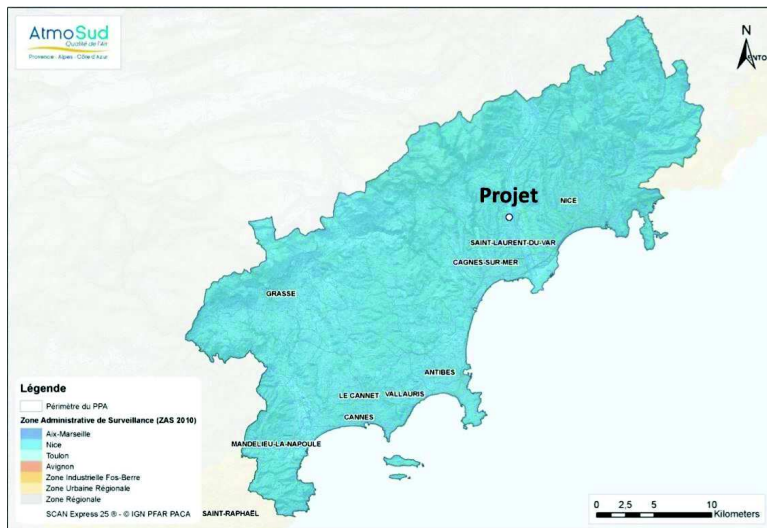 AtmoSud
Qualité de l'Air
Provence - Alpes - Côte d'Azur
N
Projet
NICE
SAINT-LAURENT-DU-VAR
CAGNES-SUR-MER
GRASSE
ANTIBES
LE CANNET
VALLAURIS
CANNES
MANDELIEU-LA-NAPOULE
SAINT-RAPHAËL
Légende
Périmètre du PPA
Zone Administrative de Surveillance (ZAS 2010)
Aix-Marseille
Nice
Toulon
Avignon
Zone Industrielle Fos-Berre
Zone Urbaine Régionale
Zone Régionale
SCAN Express 25 ® - © IGN PFAR PACA
0 2,5 5 10
Kilometers